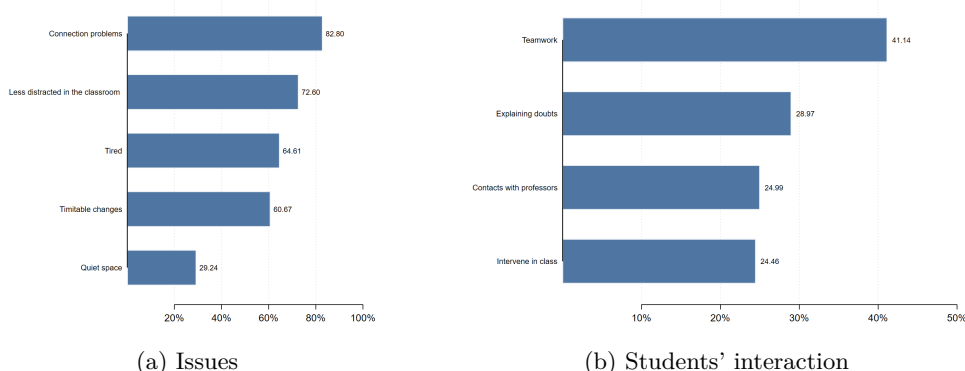 Connection problems
82.80
Less distracted in the classroom
72.60
Tired
64.61
Timitable changes
60.67
Quiet space
29.24
20% 40% 60% 80% 100%
(a) Issues
Teamwork
41.14
Explaining doubts
28.97
Contacts with professors
24.99
Intervene in class
24.46
10% 20% 30% 40% 50%
(b) Students' interaction